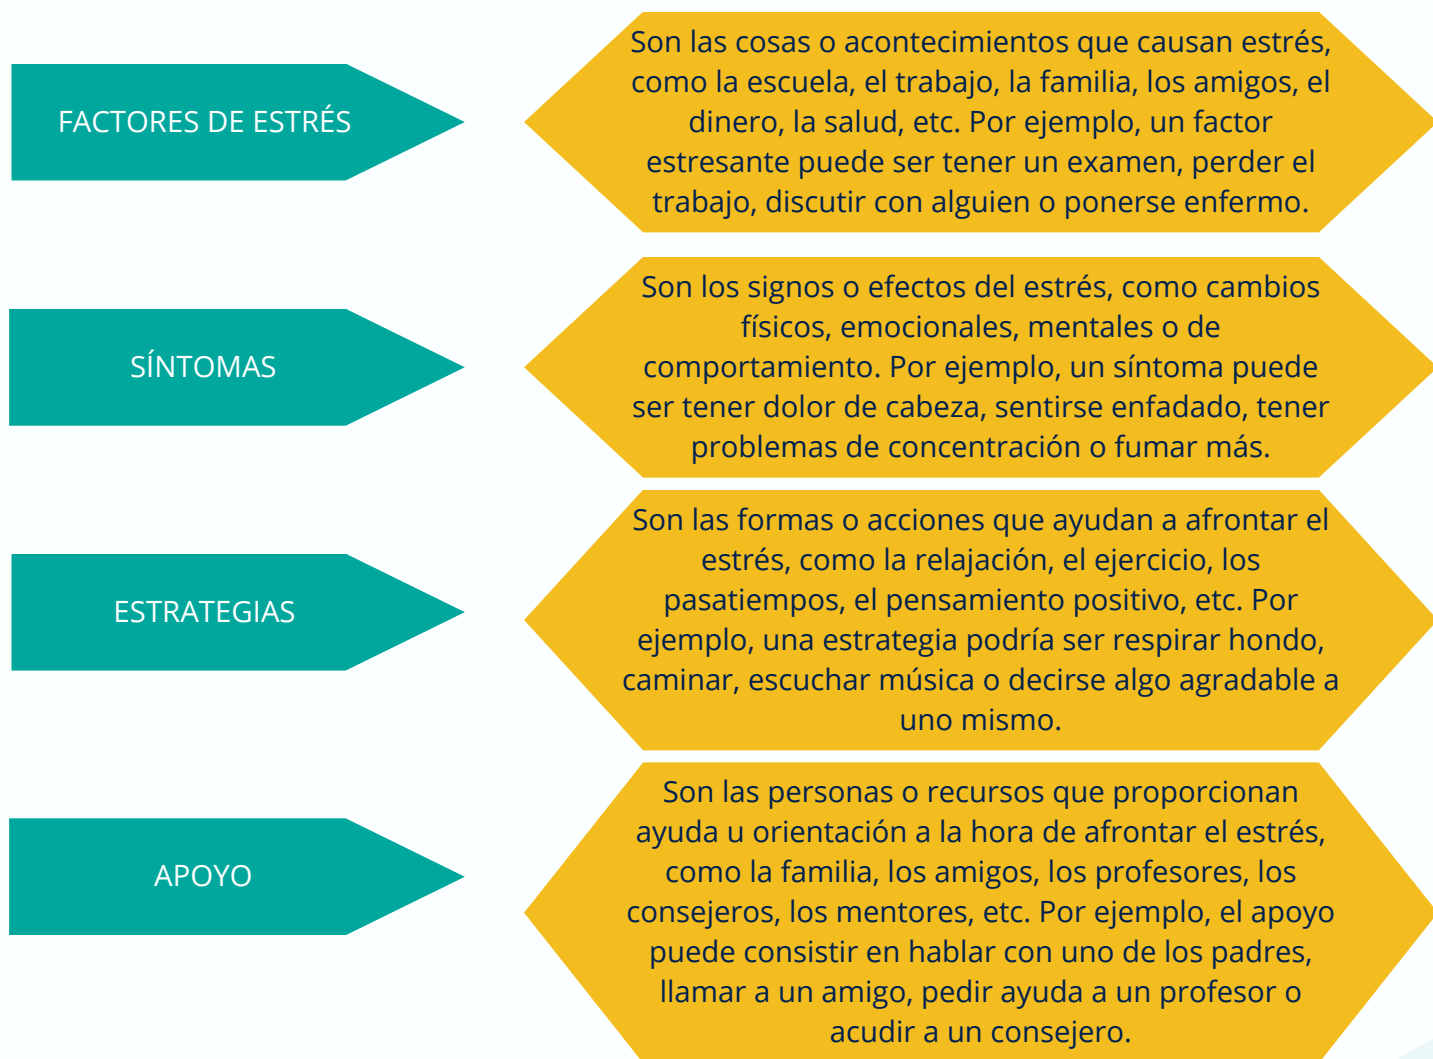 FACTORES DE ESTRÉS
Son las cosas o acontecimientos que causan estrés,
como la escuela, el trabajo, la familia, los amigos, el
dinero, la salud, etc. Por ejemplo, un factor
estresante puede ser tener un examen, perder el
trabajo, discutir con alguien o ponerse enfermo.
SÍNTOMAS
Son los signos o efectos del estrés, como cambios
físicos, emocionales, mentales o de
comportamiento. Por ejemplo, un síntoma puede
ser tener dolor de cabeza, sentirse enfadado, tener
problemas de concentración o fumar más.
ESTRATEGIAS
Son las formas o acciones que ayudan a afrontar el
estrés, como la relajación, el ejercicio, los
pasatiempos, el pensamiento positivo, etc. Por
ejemplo, una estrategia podría ser respirar hondo,
caminar, escuchar música o decirse algo agradable a
uno mismo.
APOYO
Son las personas o recursos que proporcionan
ayuda u orientación a la hora de afrontar el estrés,
como la familia, los amigos, los profesores, los
consejeros, los mentores, etc. Por ejemplo, el apoyo
puede consistir en hablar con uno de los padres,
llamar a un amigo, pedir ayuda a un profesor o
acudir a un consejero.